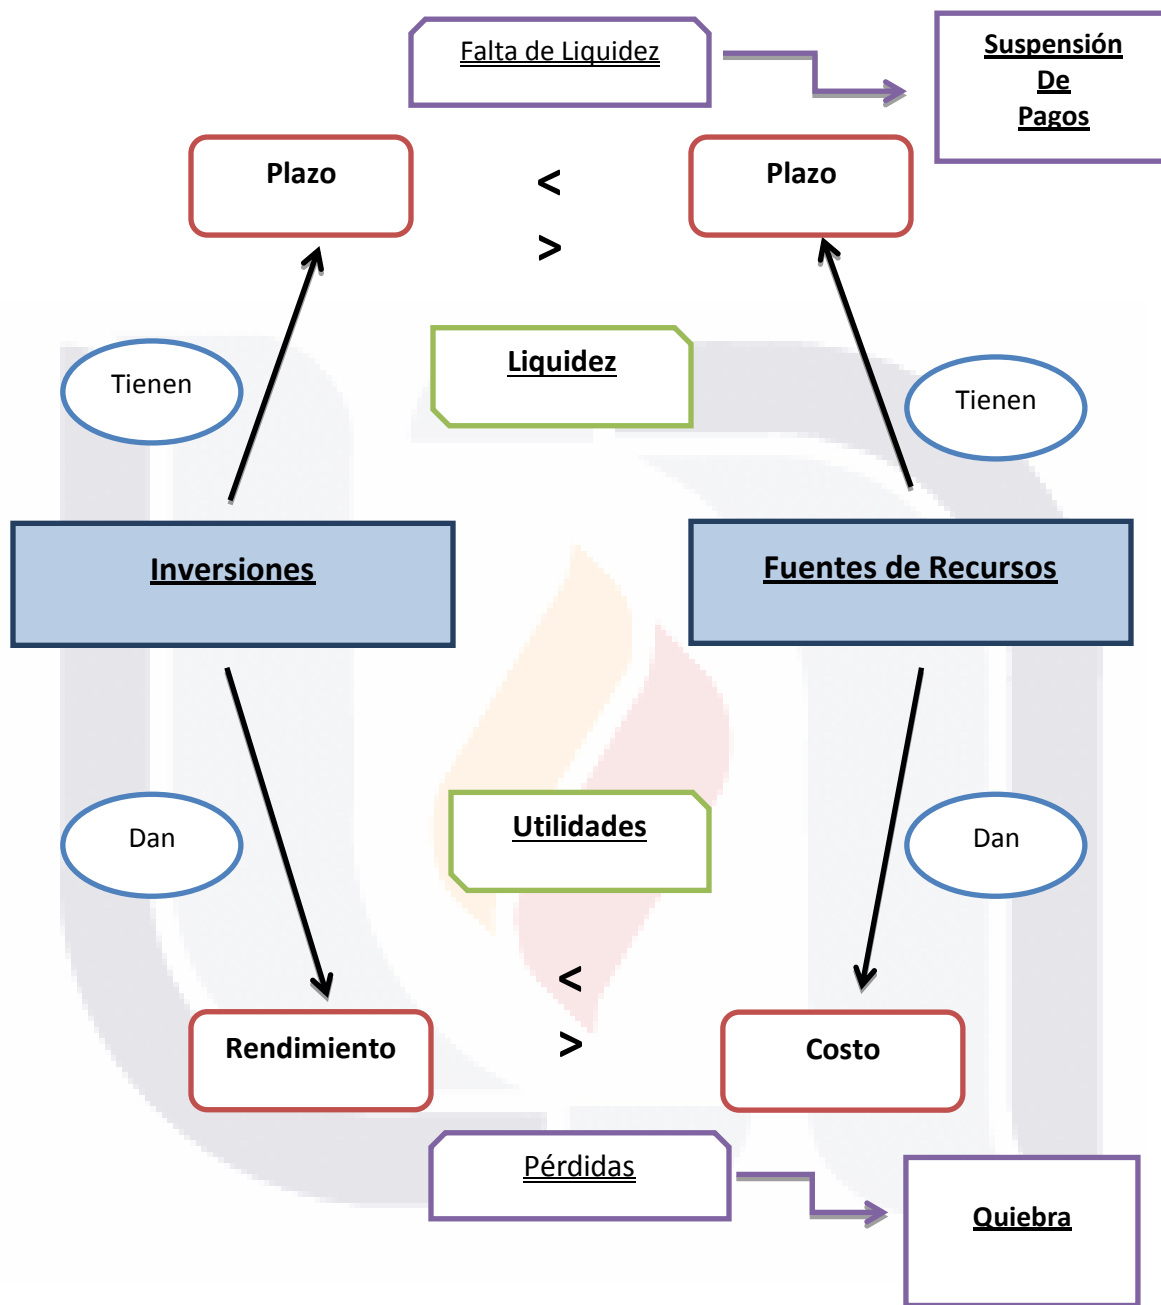 Falta de Liquidez
Suspensión
De
Pagos
Plazo
<
Plazo
>
Liquidez
Tienen
Tienen
Inversiones
Fuentes de Recursos
Utilidades
Dan
Dan
<
Rendimiento
>
Costo
Pérdidas
Quiebra